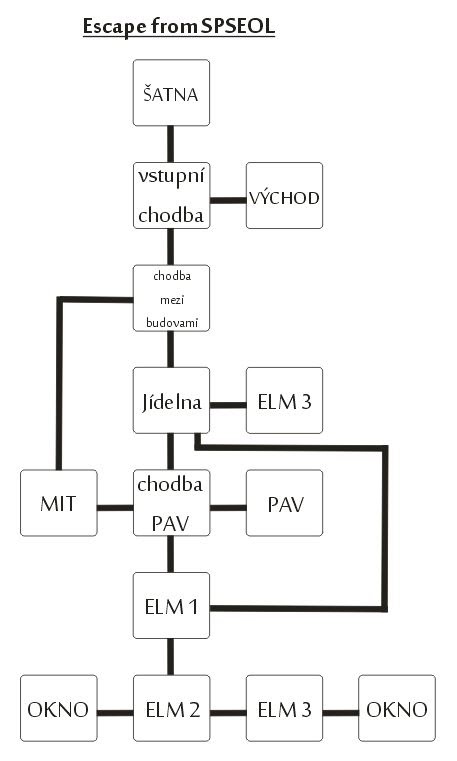 Escape from SPSEOL
ŠATNA
vstupní
chodba
VÝCHOD
chodba
mezi
budovami
Jídelna
ELM 3
MIT
chodba
PAV
PAV
ELM 1
OKNO
ELM 2
ELM 3
OKNO